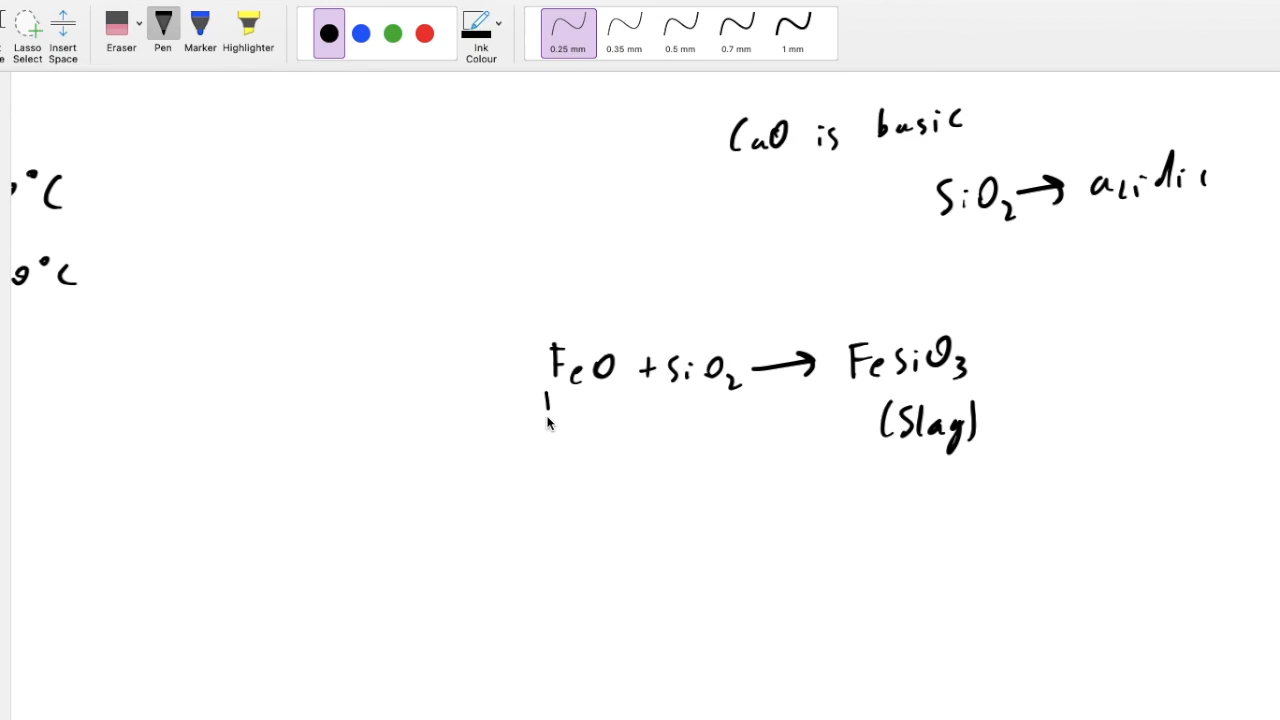 Eraser Pen Marker Highlighter
Lasso Select
Insert Space
Ink Colour
0.25 mm 0.35 mm 0.5 mm 0.7 mm 1 mm
CaO is basic
°C
SiO₂ → acidic
9°C
FeO + SiO₂ → FeSiO₃
(Slag)